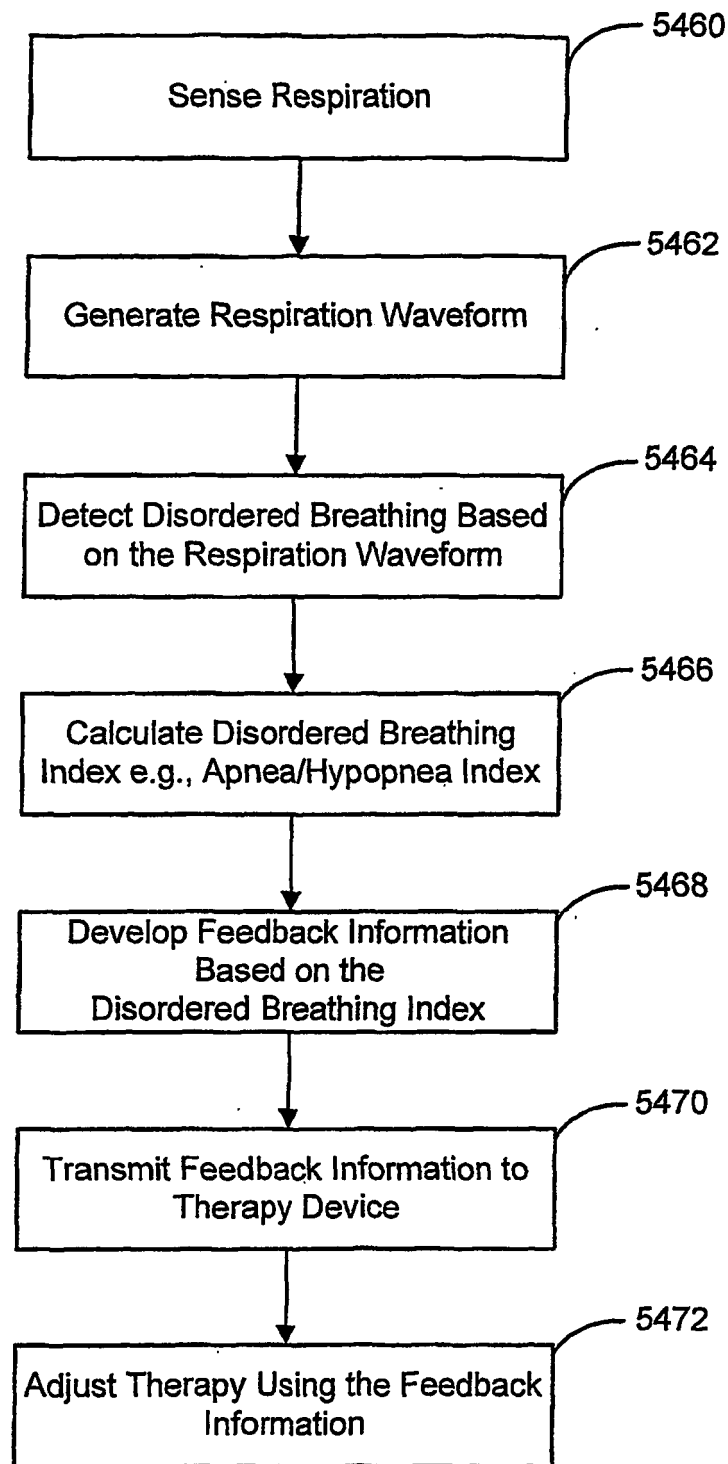 5460
Sense Respiration
5462
Generate Respiration Waveform
5464
Detect Disordered Breathing Based
on the Respiration Waveform
5466
Calculate Disordered Breathing
Index e.g., Apnea/Hypopnea Index
5468
Develop Feedback Information
Based on the
Disordered Breathing Index
5470
Transmit Feedback Information to
Therapy Device
5472
Adjust Therapy Using the Feedback
Information